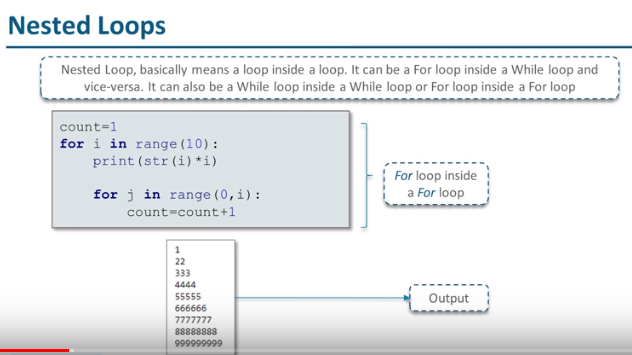 Nested Loops
Nested Loop, basically means a loop inside a loop. It can be a For loop inside a While loop and
vice-versa. It can also be a While loop inside a While loop or For loop inside a For loop
count=1
for i in range(10):
    print(str(i)*i)
    for j in range(0,i):
        count=count+1
For loop inside
a For loop
1
22
333
4444
55555
666666
7777777
88888888
999999999
Output